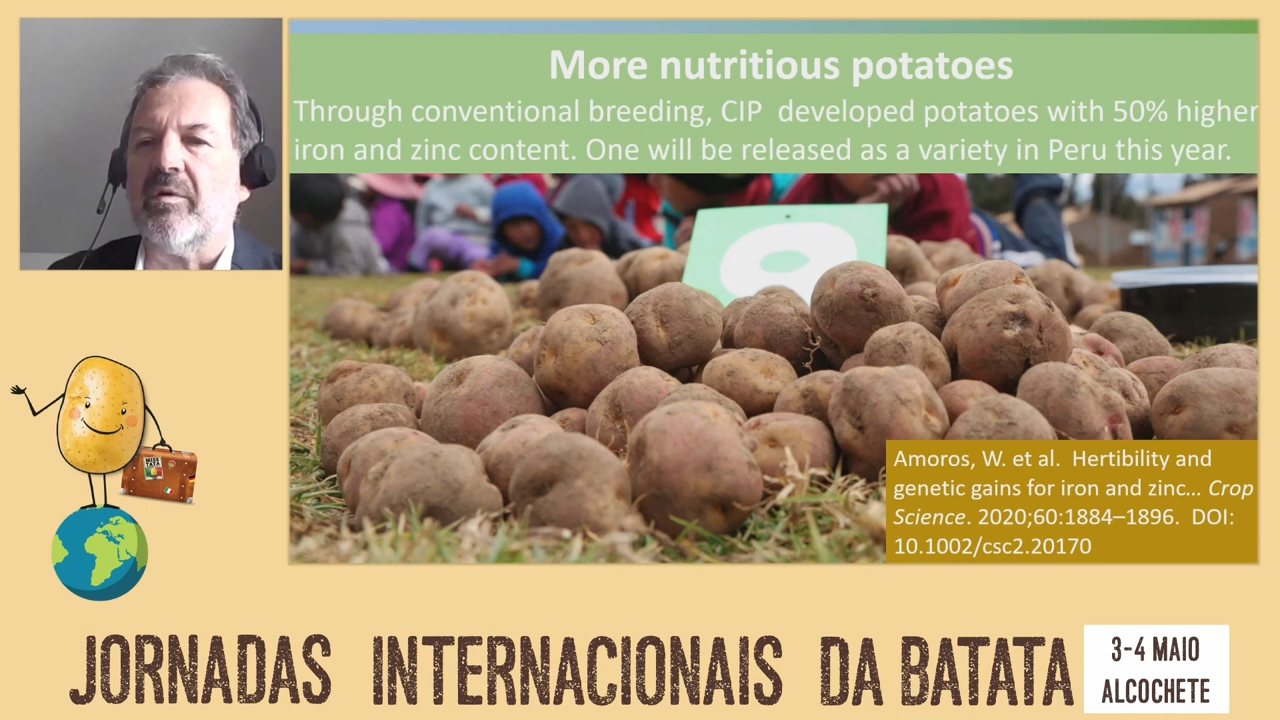 More nutritious potatoes
Through conventional breeding, CIP developed potatoes with 50% higher
iron and zinc content. One will be released as a variety in Peru this year.
Amoros, W. et al. Hertibility and
genetic gains for iron and zinc... Crop
Science. 2020;60:1884–1896. DOI:
10.1002/csc2.20170
MISS
TATA
JORNADAS INTERNACIONAIS DA BATATA
3-4 MAIO
ALCOCHETE